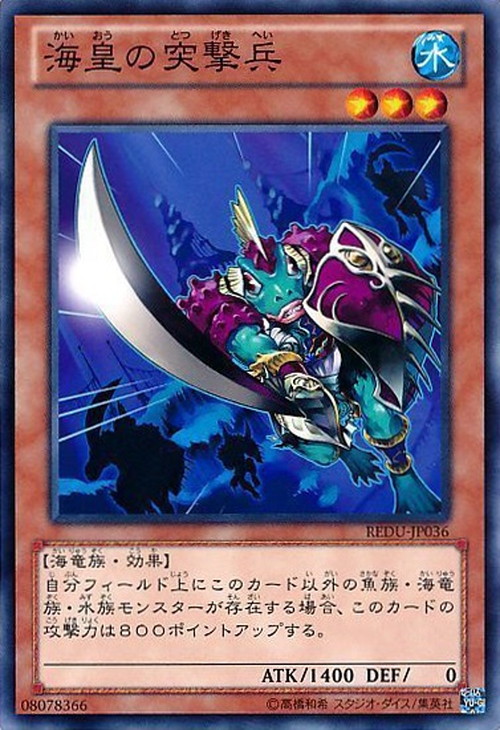 海皇の突撃兵
水
REDU-JP036
【海竜族・効果】
自分フィールド上にこのカード以外の魚族・海竜
族・水族モンスターが存在する場合、このカードの
攻撃力は800ポイントアップする。
ATK/1400 DEF/ 0
08078366
©高橋和希 スタジオ・ダイス/集英社